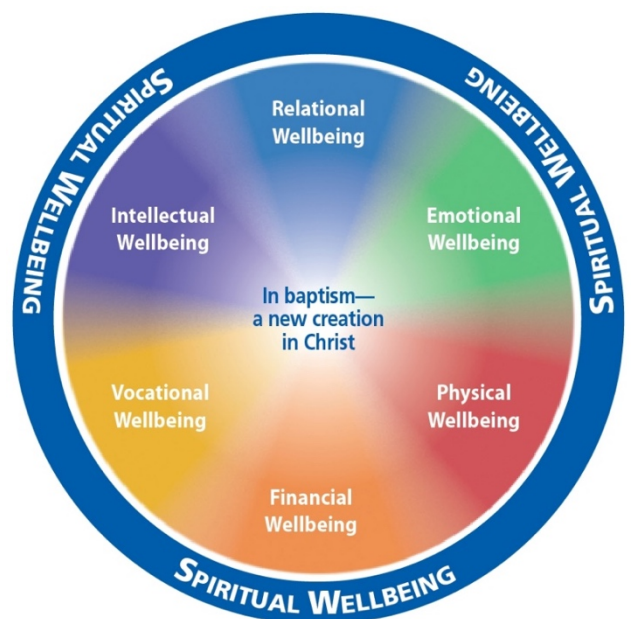 SPIRITUAL WELLBEING
SPIRITUAL WELLBEING
Relational
Wellbeing
Intellectual
Wellbeing
Emotional
Wellbeing
In baptism—
a new creation
in Christ
Vocational
Wellbeing
Physical
Wellbeing
Financial
Wellbeing
SPIRITUAL WELLBEING